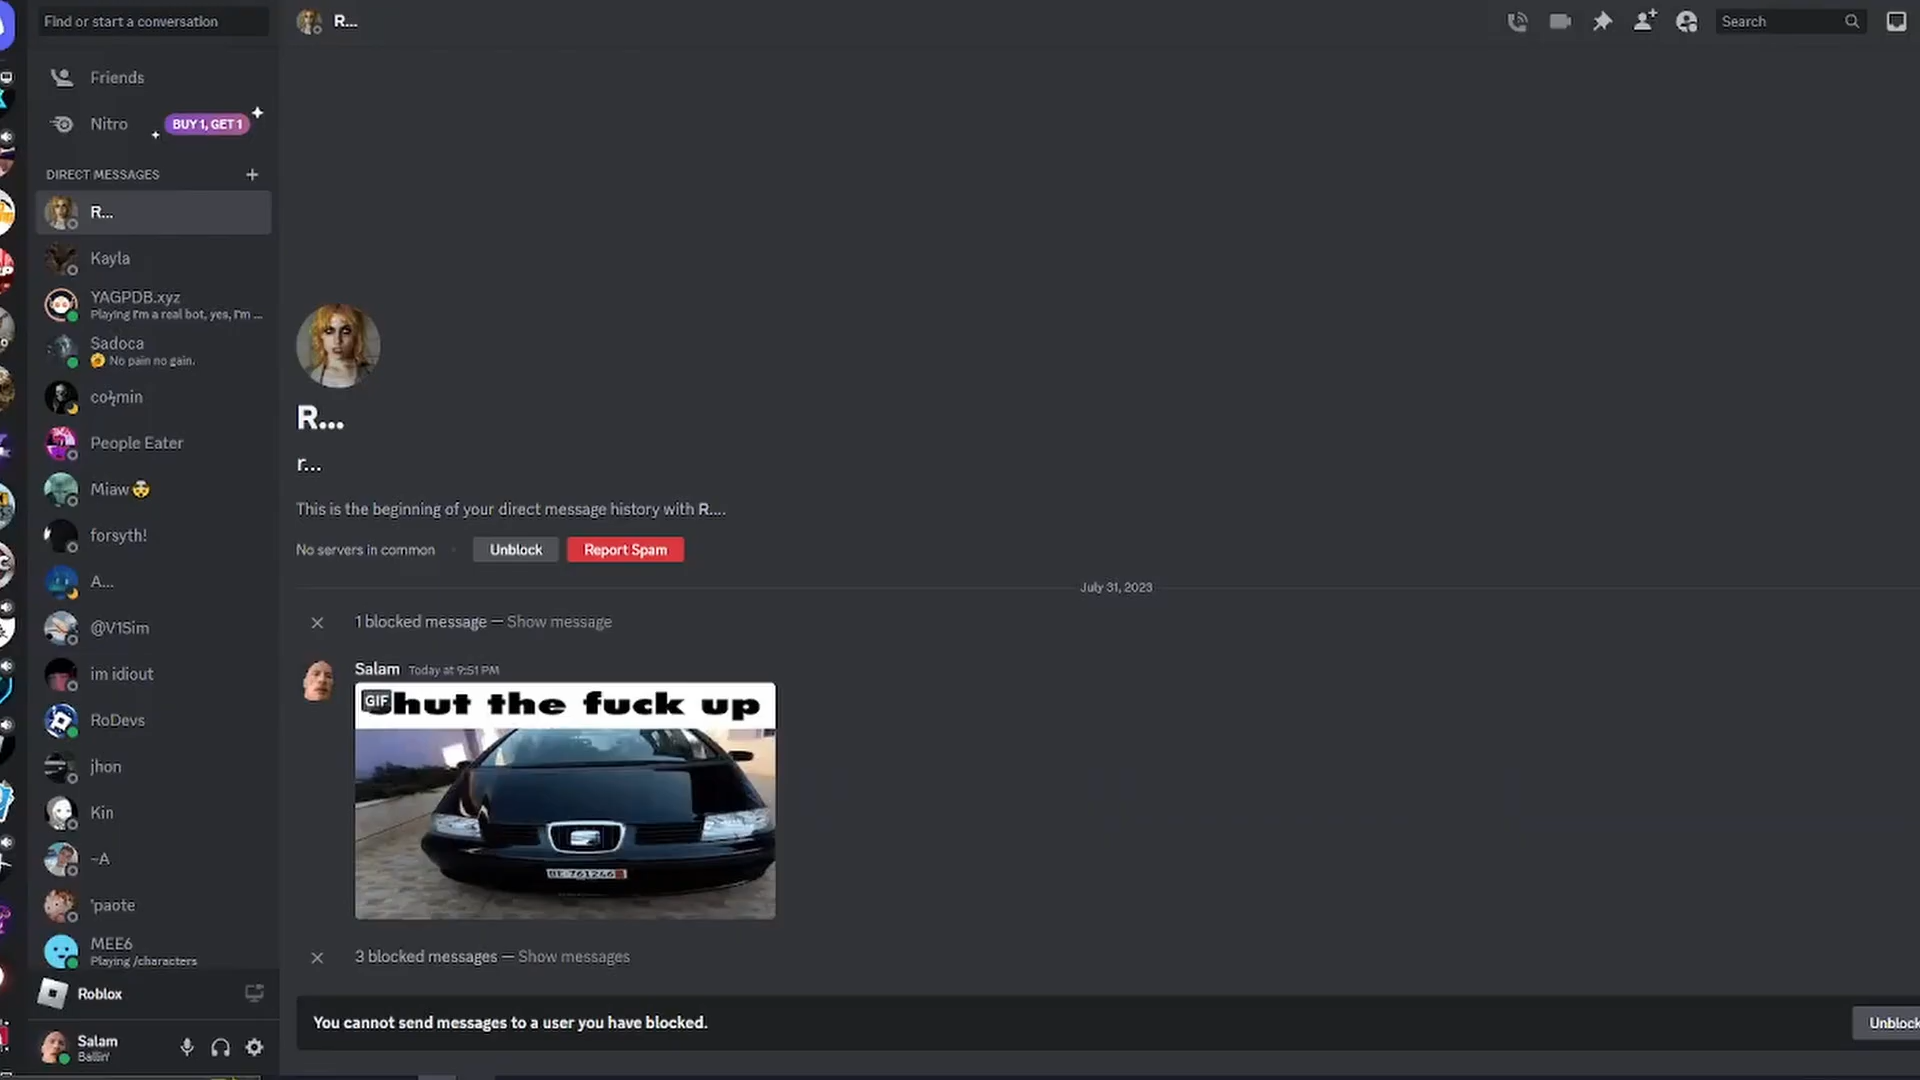 Find or start a conversation
Friends
Nitro
BUY 1, GET 1
DIRECT MESSAGES
R...
Kayla
YAGPDB.xyz
Playing I'm a real bot, yes, I'm ...
Sadoca
No pain no gain.
People Eater
Miaw
forsyth!
A...
@V1Sim
im idiout
RoDevs
jhon
Kin
~A
'paote
MEE6
Playing /characters
Roblox
Salam
Ballin'
R...
Search
R...
r...
This is the beginning of your direct message history with R....
No servers in common
Unblock
Report Spam
July 31, 2023
1 blocked message — Show message
Salam Today at 9:51 PM
GIF
hut the fuck up
3 blocked messages — Show messages
You cannot send messages to a user you have blocked.
Unblock